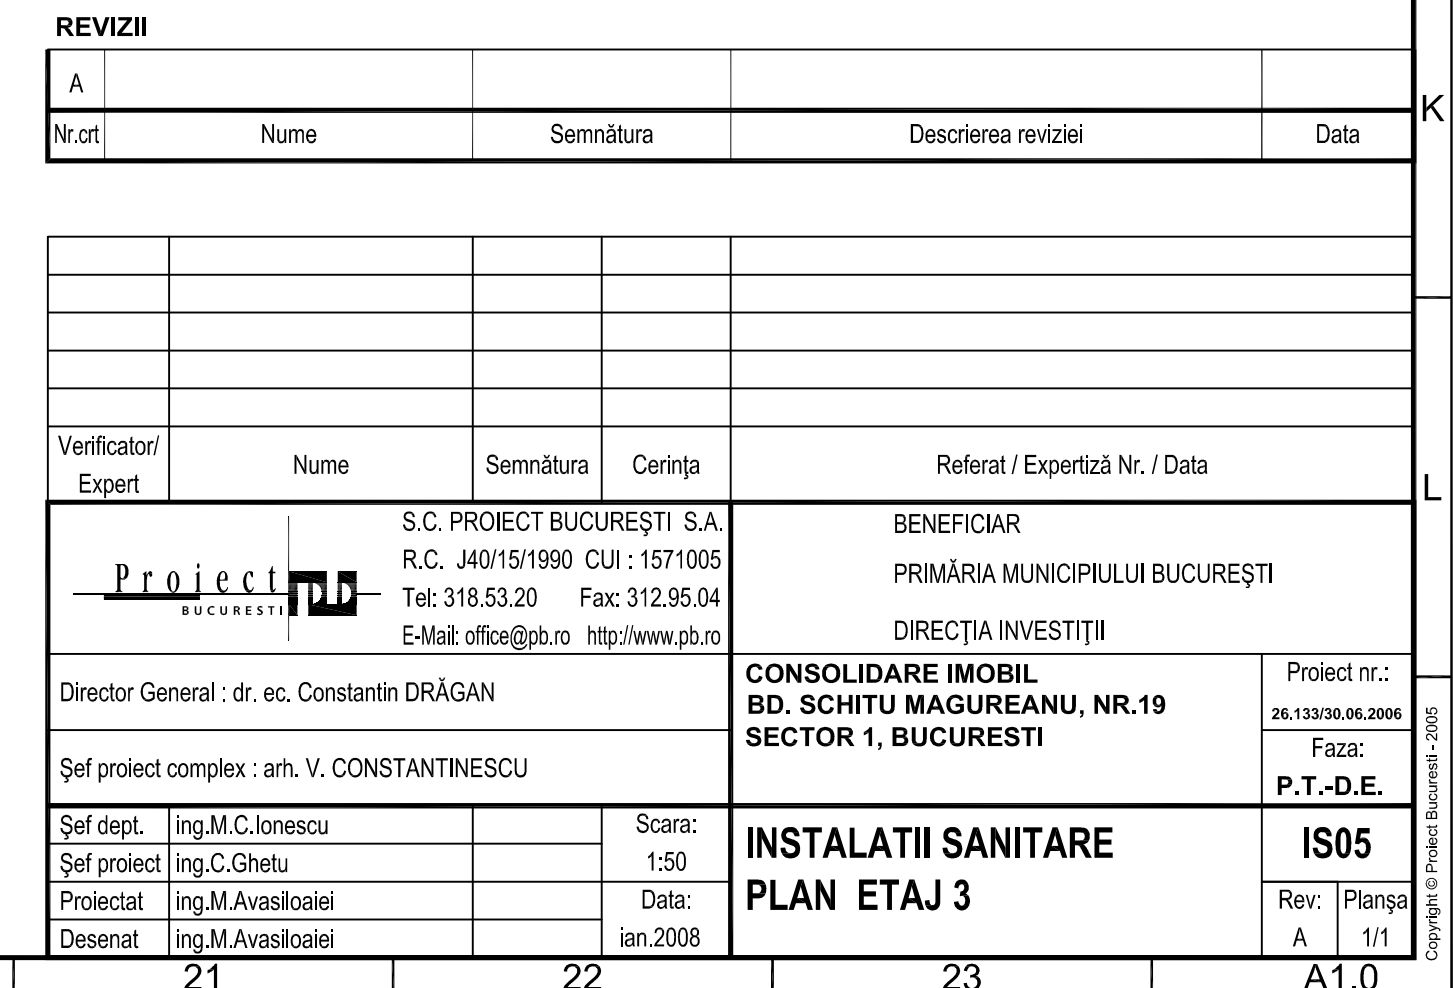 REVIZII
A
Nr.crt Nume Semnătura Descrierea reviziei Data
K
Verificator/
Expert
Nume Semnătura Cerinţa Referat / Expertiză Nr. / Data
L
Proiect
BUCURESTI
S.C. PROIECT BUCUREŞTI S.A.
R.C. J40/15/1990 CUI : 1571005
Tel: 318.53.20 Fax: 312.95.04
E-Mail: office@pb.ro http://www.pb.ro
BENEFICIAR
PRIMĂRIA MUNICIPIULUI BUCUREŞTI
DIRECŢIA INVESTIŢII
Director General : dr. ec. Constantin DRĂGAN
Şef proiect complex : arh. V. CONSTANTINESCU
CONSOLIDARE IMOBIL
BD. SCHITU MAGUREANU, NR.19
SECTOR 1, BUCURESTI
Proiect nr.:
26.133/30.06.2006
Faza:
P.T.-D.E.
Şef dept. ing.M.C.Ionescu
Şef proiect ing.C.Ghetu
Proiectat ing.M.Avasiloaiei
Desenat ing.M.Avasiloaiei
Scara:
1:50
Data:
ian.2008
INSTALATII SANITARE
PLAN ETAJ 3
IS05
Rev: Planşa
A 1/1
Copyright © Proiect Bucuresti - 2005
21 22 23 A1.0